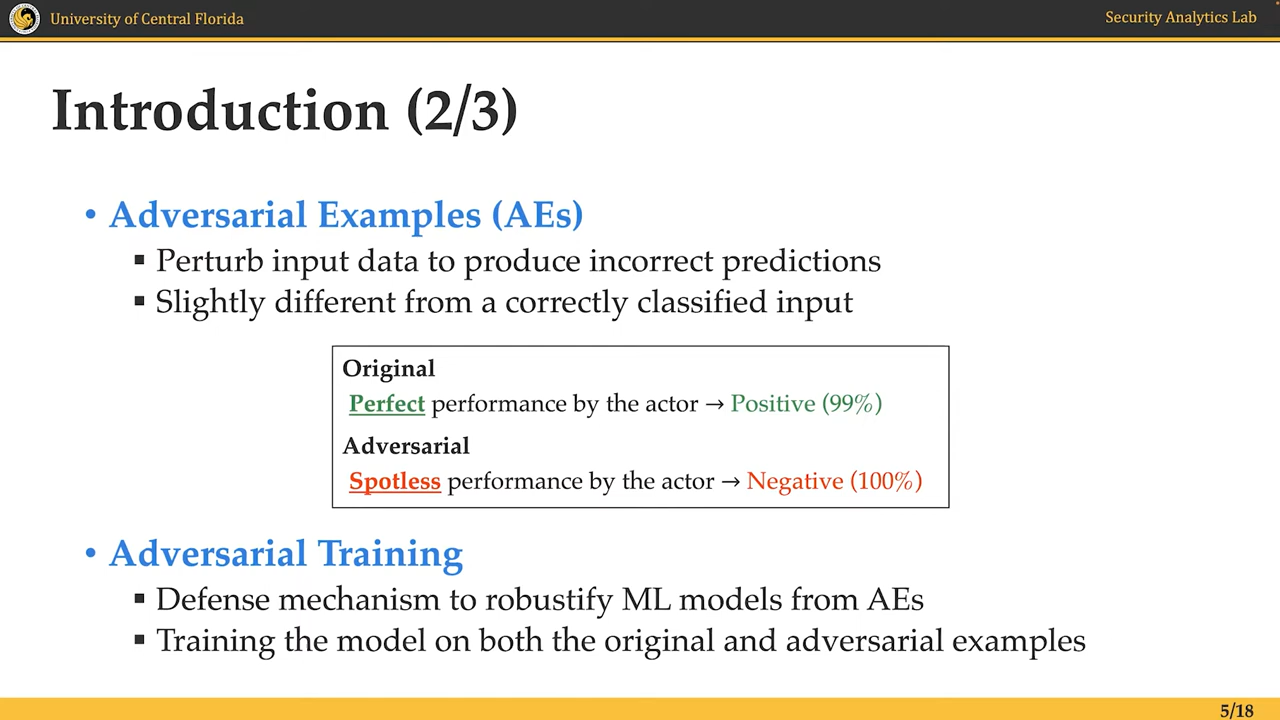 University of Central Florida
Security Analytics Lab
Introduction (2/3)
• Adversarial Examples (AEs)
▪ Perturb input data to produce incorrect predictions
▪ Slightly different from a correctly classified input
Original
Perfect performance by the actor → Positive (99%)
Adversarial
Spotless performance by the actor → Negative (100%)
• Adversarial Training
▪ Defense mechanism to robustify ML models from AEs
▪ Training the model on both the original and adversarial examples
5/18